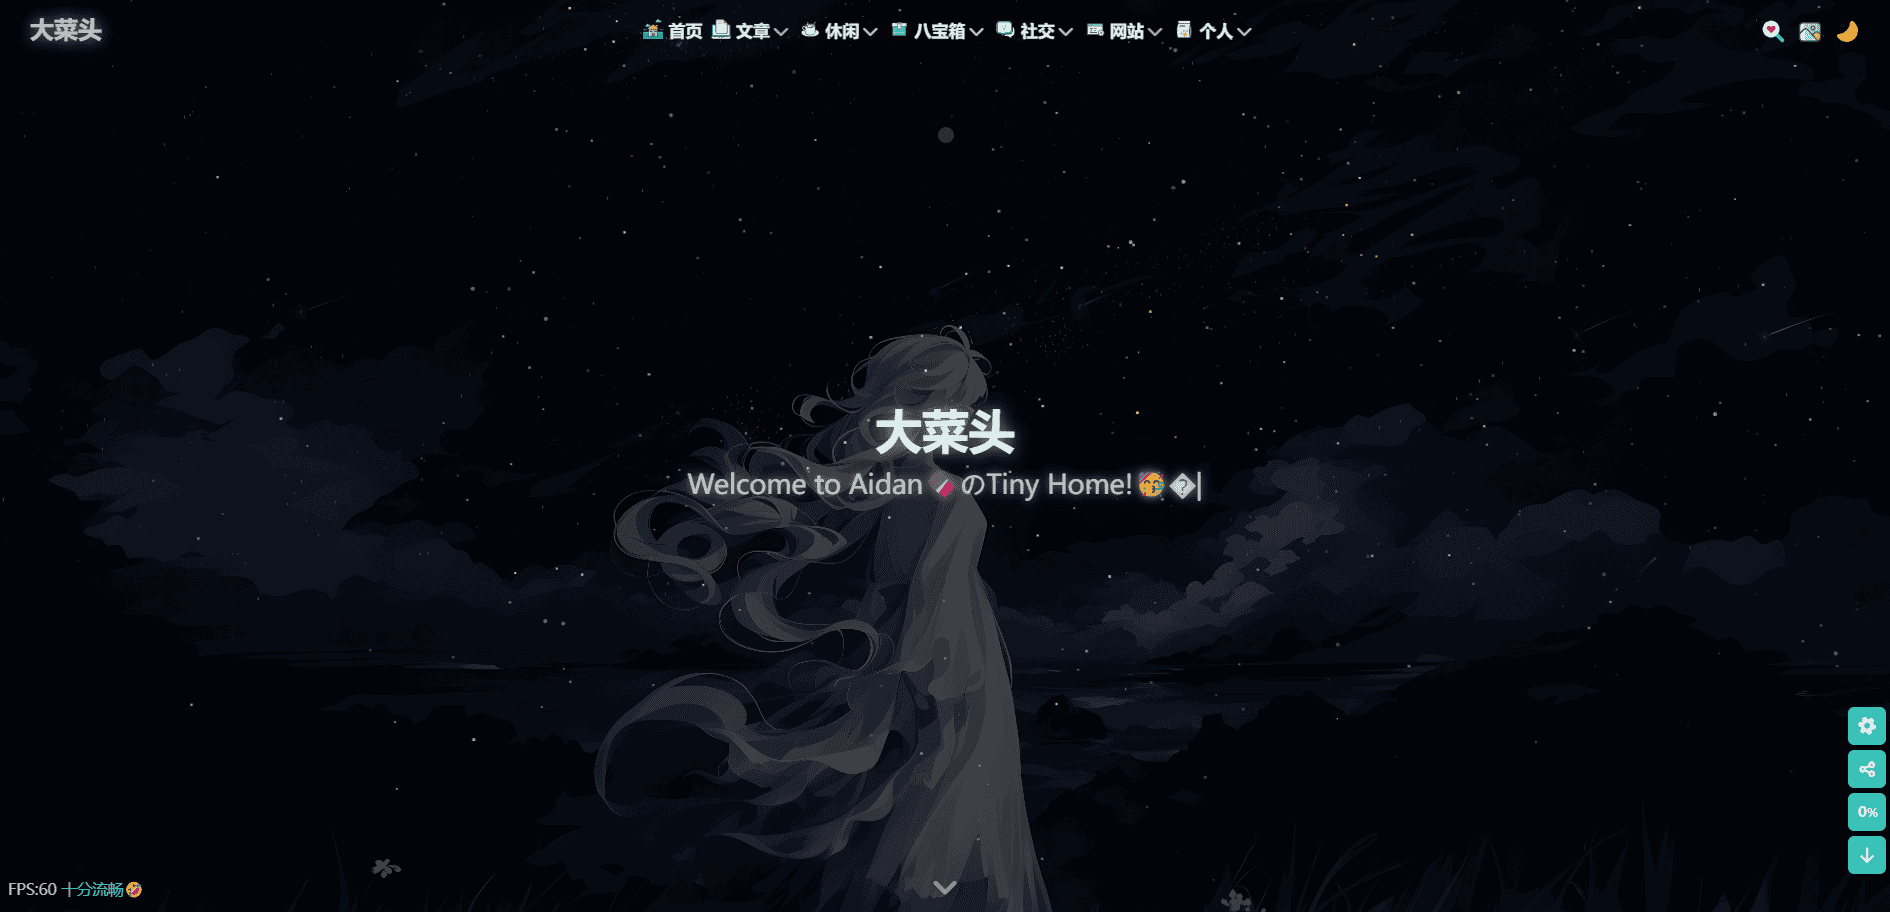 大菜头
首页 文章 休闲 八宝箱 社交 网站 个人
大菜头
Welcome to Aidan🍫のTiny Home!🥳�|
0%
FPS:60 十分流畅🤣